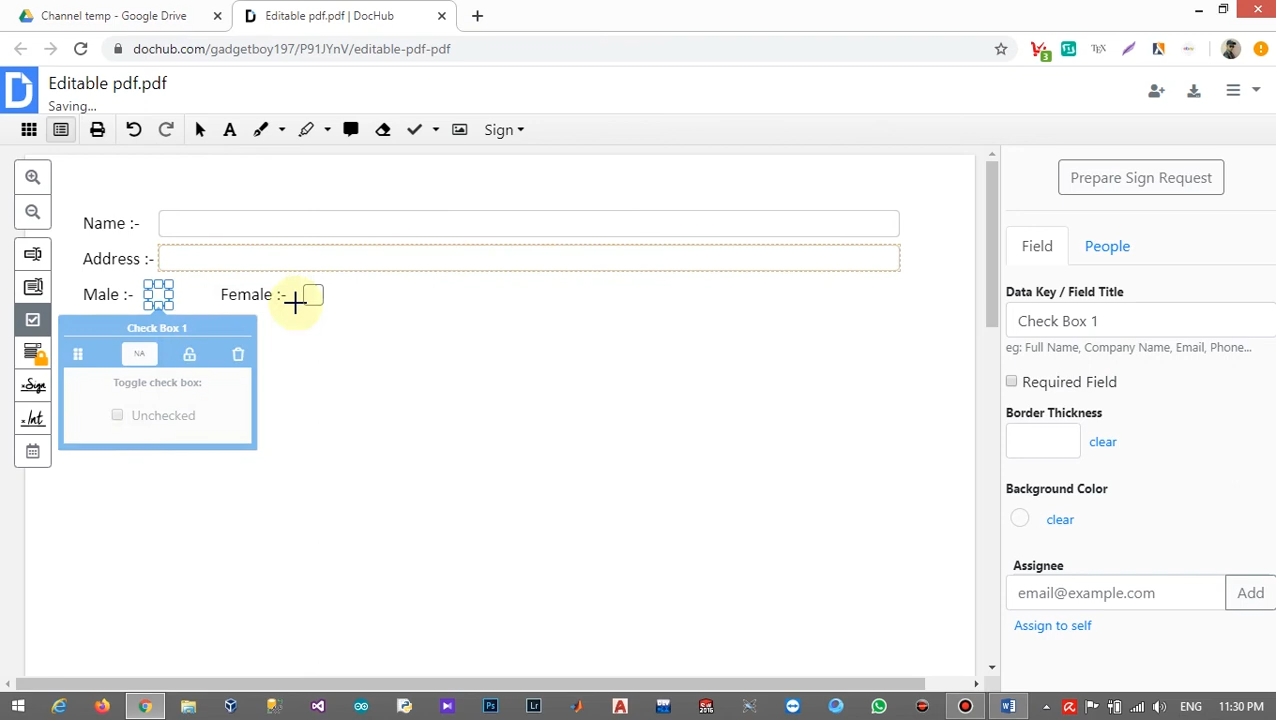 Channel temp - Google Drive
Editable pdf.pdf | DocHub
dochub.com/gadgetboy197/P91JYnV/editable-pdf-pdf
3
Editable pdf.pdf
Saving...
A
Sign
Prepare Sign Request
Name :-
Address :-
Male :-
Female :-
Field
People
Data Key / Field Title
Check Box 1
Check Box 1
eg: Full Name, Company Name, Email, Phone...
NA
Required Field
Toggle check box:
Unchecked
Border Thickness
clear
×Sign
×Int
Background Color
clear
Assignee
email@example.com
Add
Assign to self
ENG
11:30 PM